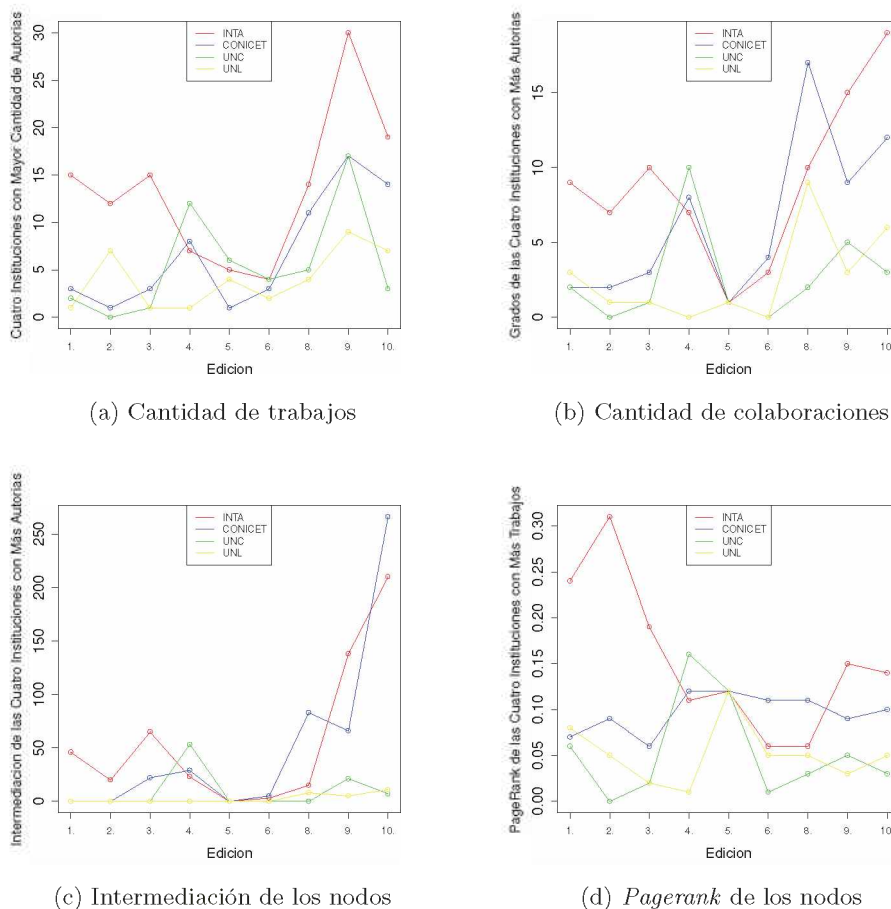 Cuatro Instituciones con Mayor Cantidad de Autorias
30
25
20
15
10
5
0
INTA
CONICET
UNC
UNL
1. 2. 3. 4. 5. 6. 8. 9. 10.
Edicion
(a) Cantidad de trabajos
Grados de las Cuatro Instituciones con Más Autorias
15
10
5
0
INTA
CONICET
UNC
UNL
1. 2. 3. 4. 5. 6. 8. 9. 10.
Edicion
(b) Cantidad de colaboraciones
Intermediacion de las Cuatro Instituciones con Más Autorias
250
200
150
100
50
0
INTA
CONICET
UNC
UNL
1. 2. 3. 4. 5. 6. 8. 9. 10.
Edicion
(c) Intermediación de los nodos
PageRank de las Cuatro Instituciones con Más Trabajos
0.30
0.25
0.20
0.15
0.10
0.05
0.00
INTA
CONICET
UNC
UNL
1. 2. 3. 4. 5. 6. 8. 9. 10.
Edicion
(d) Pagerank de los nodos